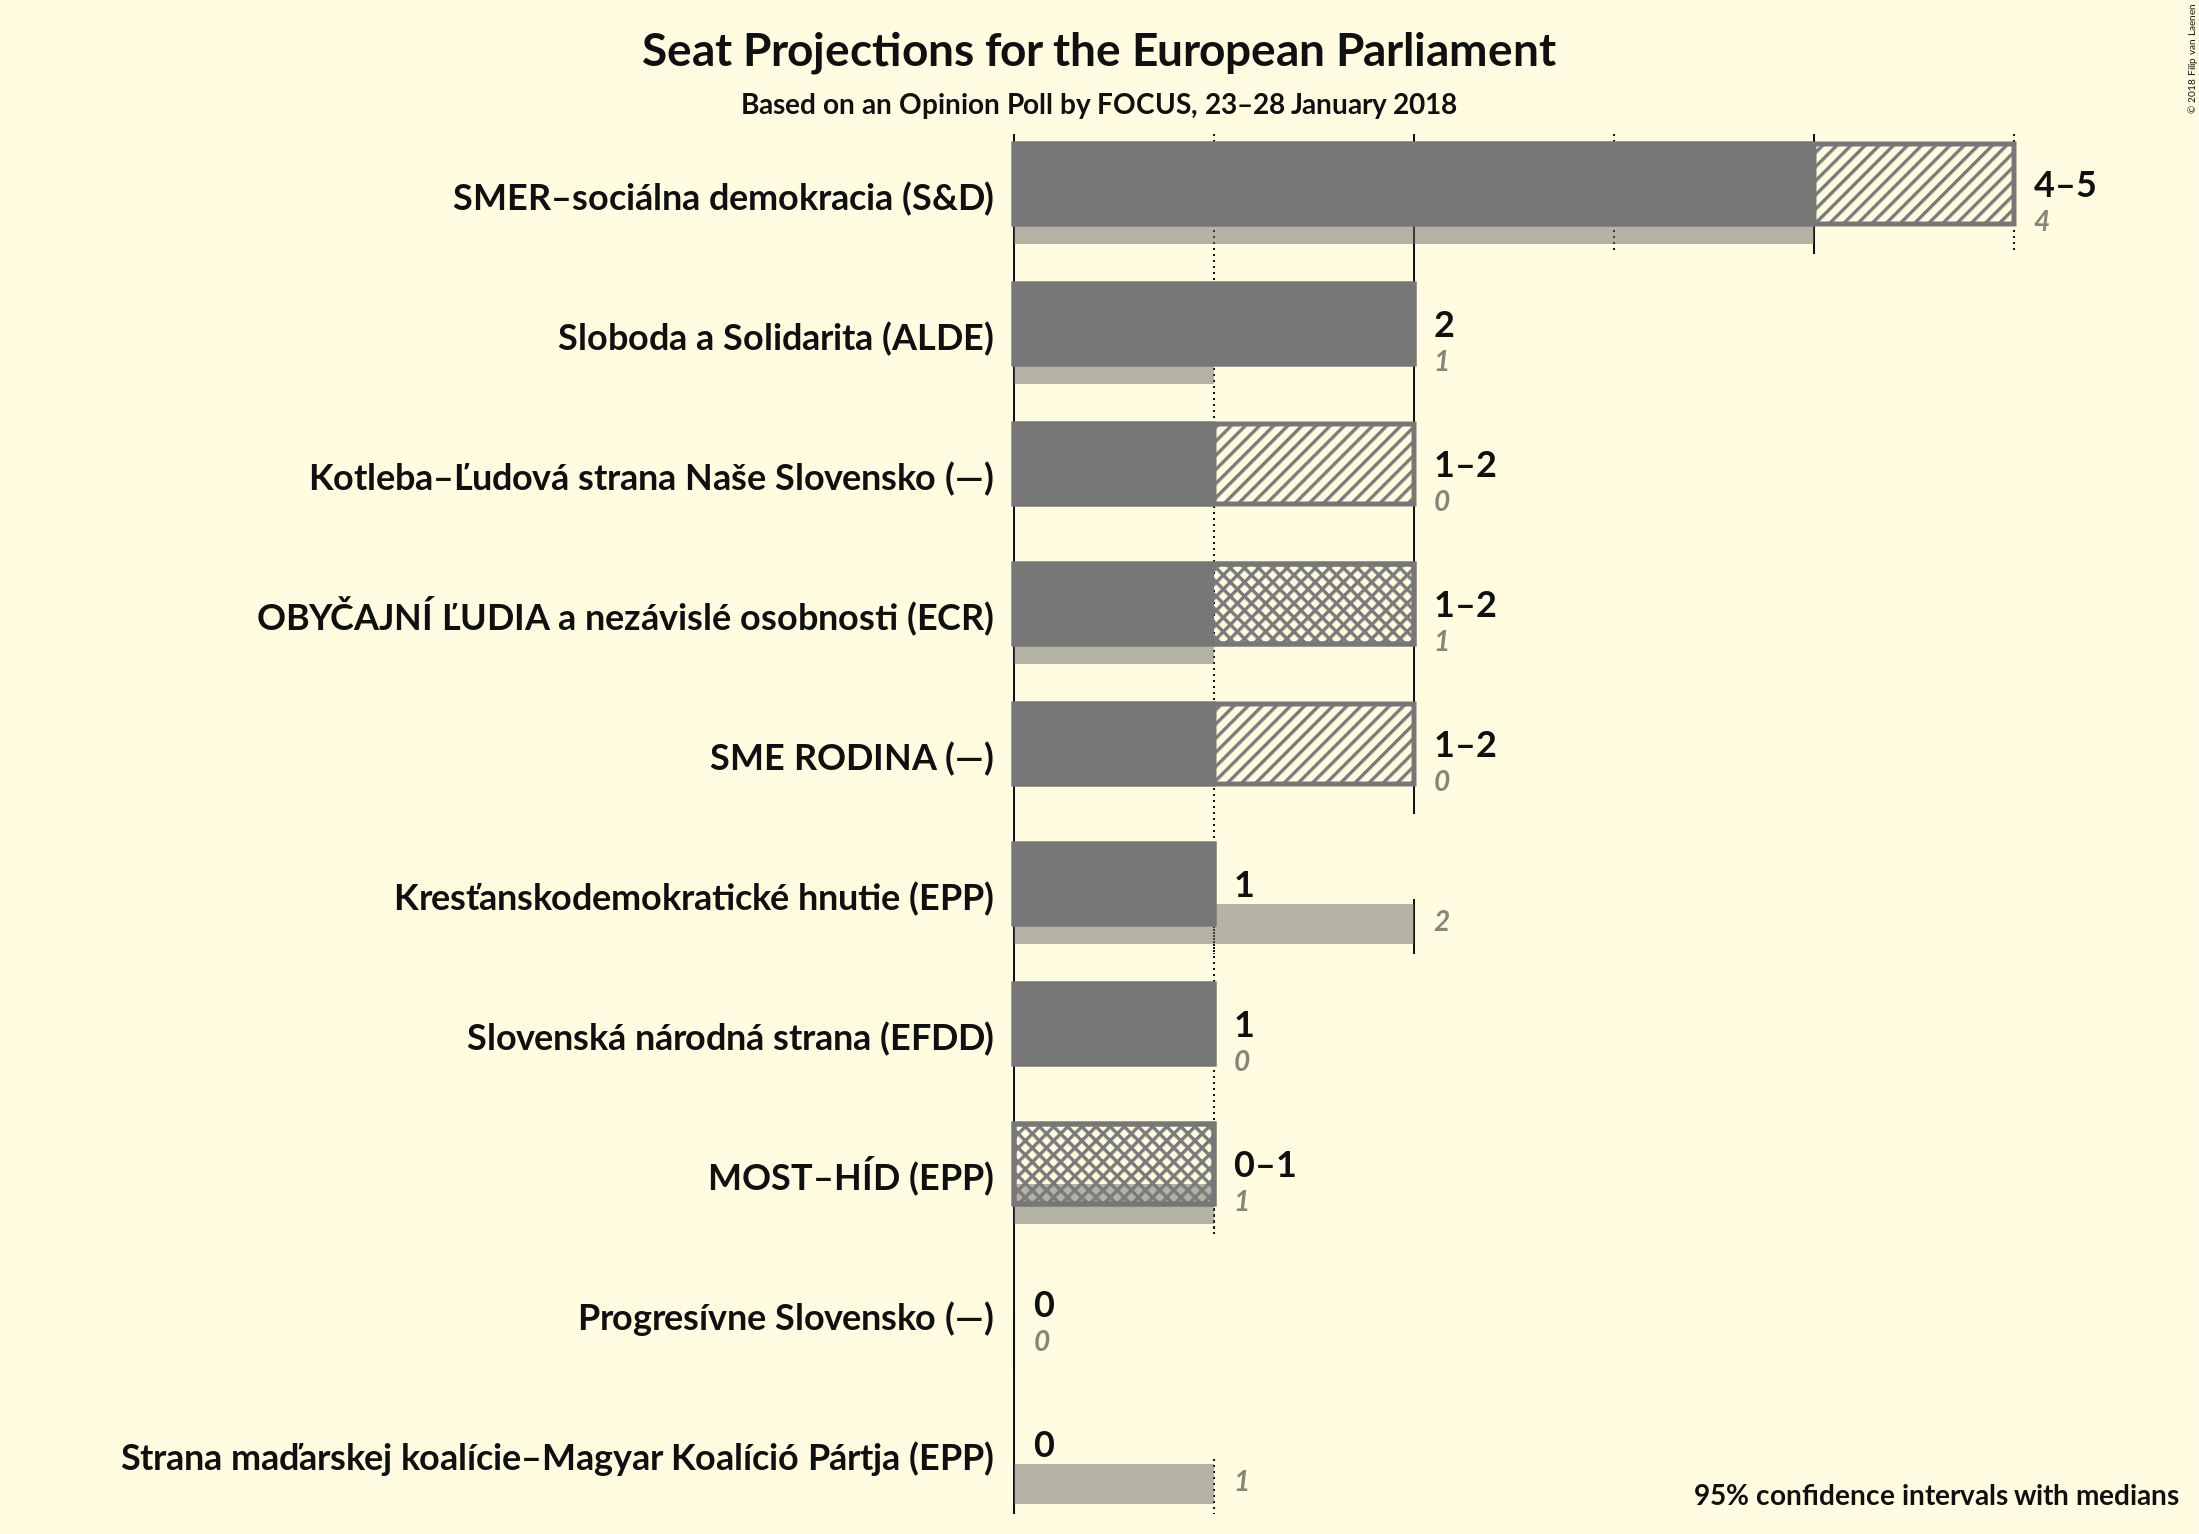 Seat Projections for the European Parliament
Based on an Opinion Poll by FOCUS, 23–28 January 2018
© 2018 Filip van Laenen
SMER–sociálna demokracia (S&D)
4–5
4
Sloboda a Solidarita (ALDE)
2
1
Kotleba–Ľudová strana Naše Slovensko (—)
1–2
0
OBYČAJNÍ ĽUDIA a nezávislé osobnosti (ECR)
1–2
1
SME RODINA (—)
1–2
0
Kresťanskodemokratické hnutie (EPP)
1
2
Slovenská národná strana (EFDD)
1
0
MOST–HÍD (EPP)
0–1
1
Progresívne Slovensko (—)
0
0
Strana maďarskej koalície–Magyar Koalíció Pártja (EPP)
0
1
95% confidence intervals with medians